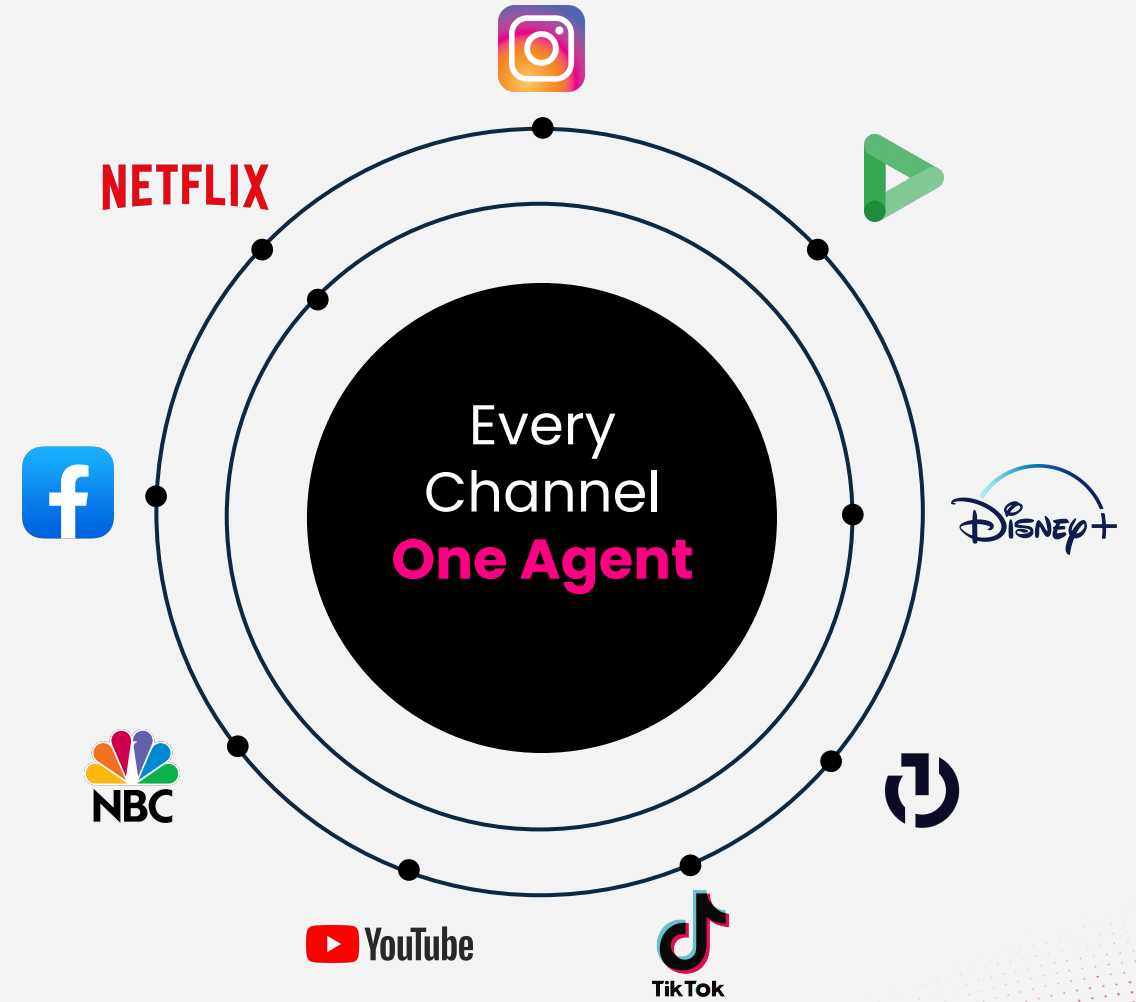 NETFLIX
Every
Channel
One Agent
Disney+
NBC
YouTube
TikTok